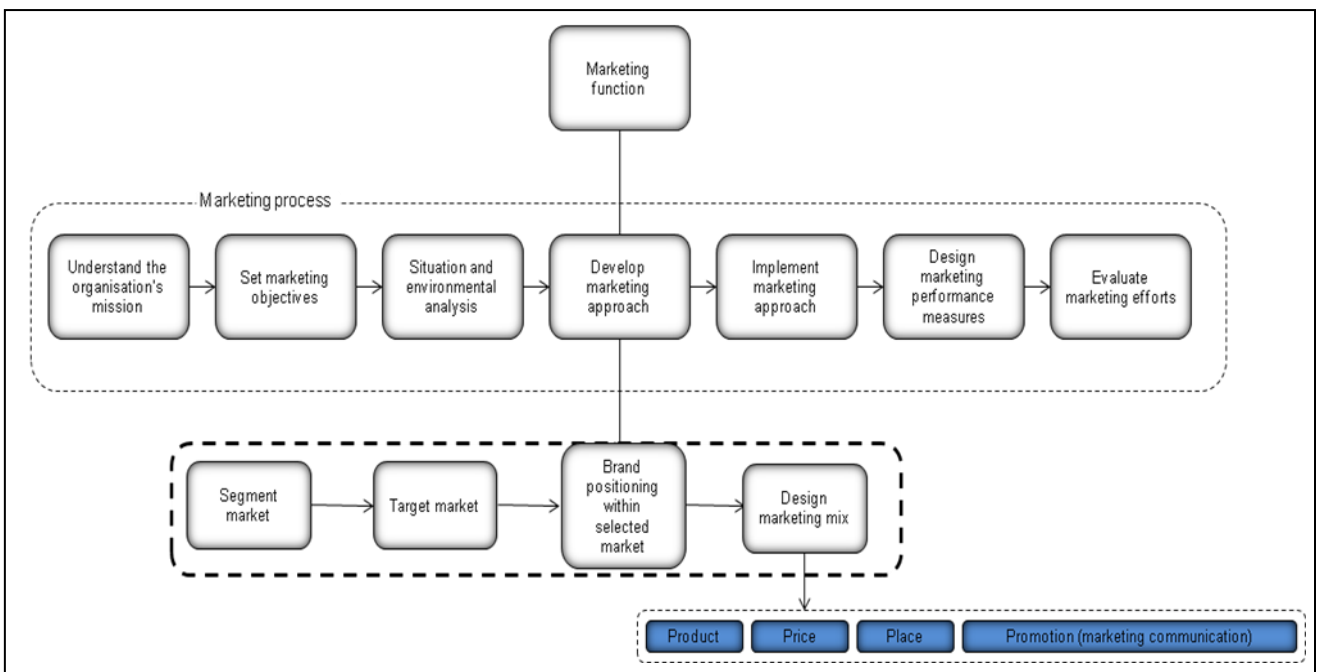 Marketing
function
Marketing process
Understand the
organisation's
mission
Set marketing
objectives
Situation and
environmental
analysis
Develop
marketing
approach
Implement
marketing
approach
Design
marketing
performance
measures
Evaluate
marketing efforts
Segment
market
Target market
Brand
positioning
within
selected
market
Design
marketing mix
Product
Price
Place
Promotion (marketing communication)